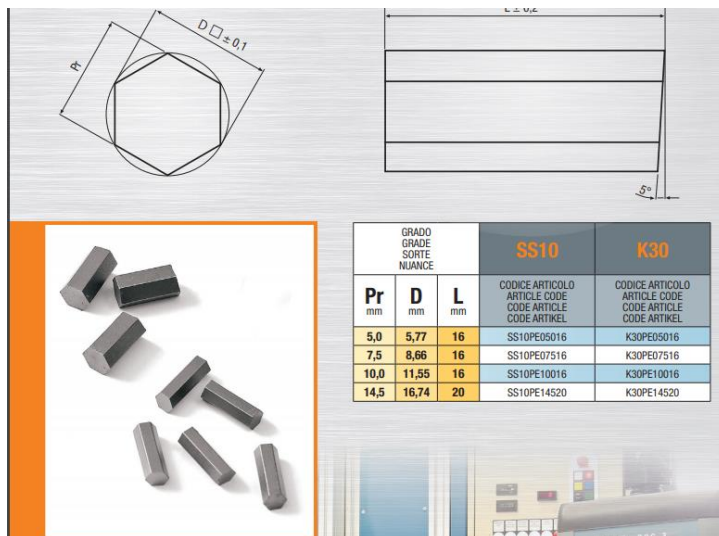 L ± 0,2
D □ ± 0,1
Pr
5°
GRADO
GRADE
SORTE
NUANCE
SS10
K30
Pr
mm
D
mm
L
mm
CODICE ARTICOLO
ARTICLE CODE
CODE ARTICLE
CODE ARTIKEL
CODICE ARTICOLO
ARTICLE CODE
CODE ARTICLE
CODE ARTIKEL
5,0 5,77 16 SS10PE05016 K30PE05016
7,5 8,66 16 SS10PE07516 K30PE07516
10,0 11,55 16 SS10PE10016 K30PE10016
14,5 16,74 20 SS10PE14520 K30PE14520